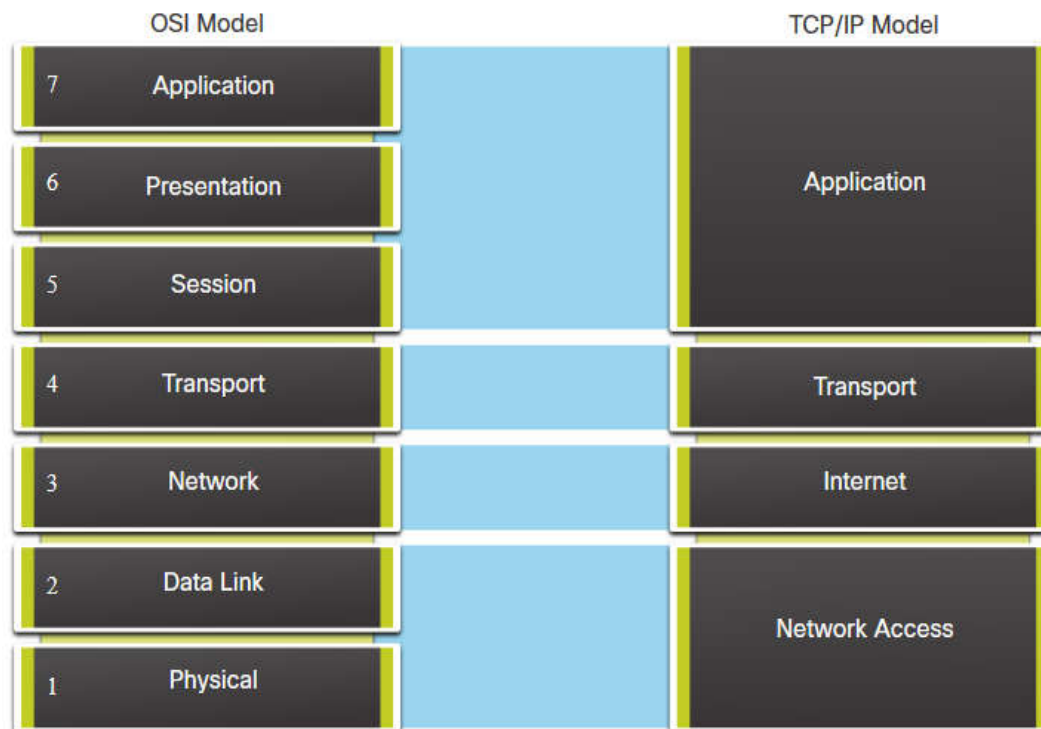 OSI Model
TCP/IP Model
7 Application
6 Presentation
5 Session
4 Transport
3 Network
2 Data Link
1 Physical
Application
Transport
Internet
Network Access